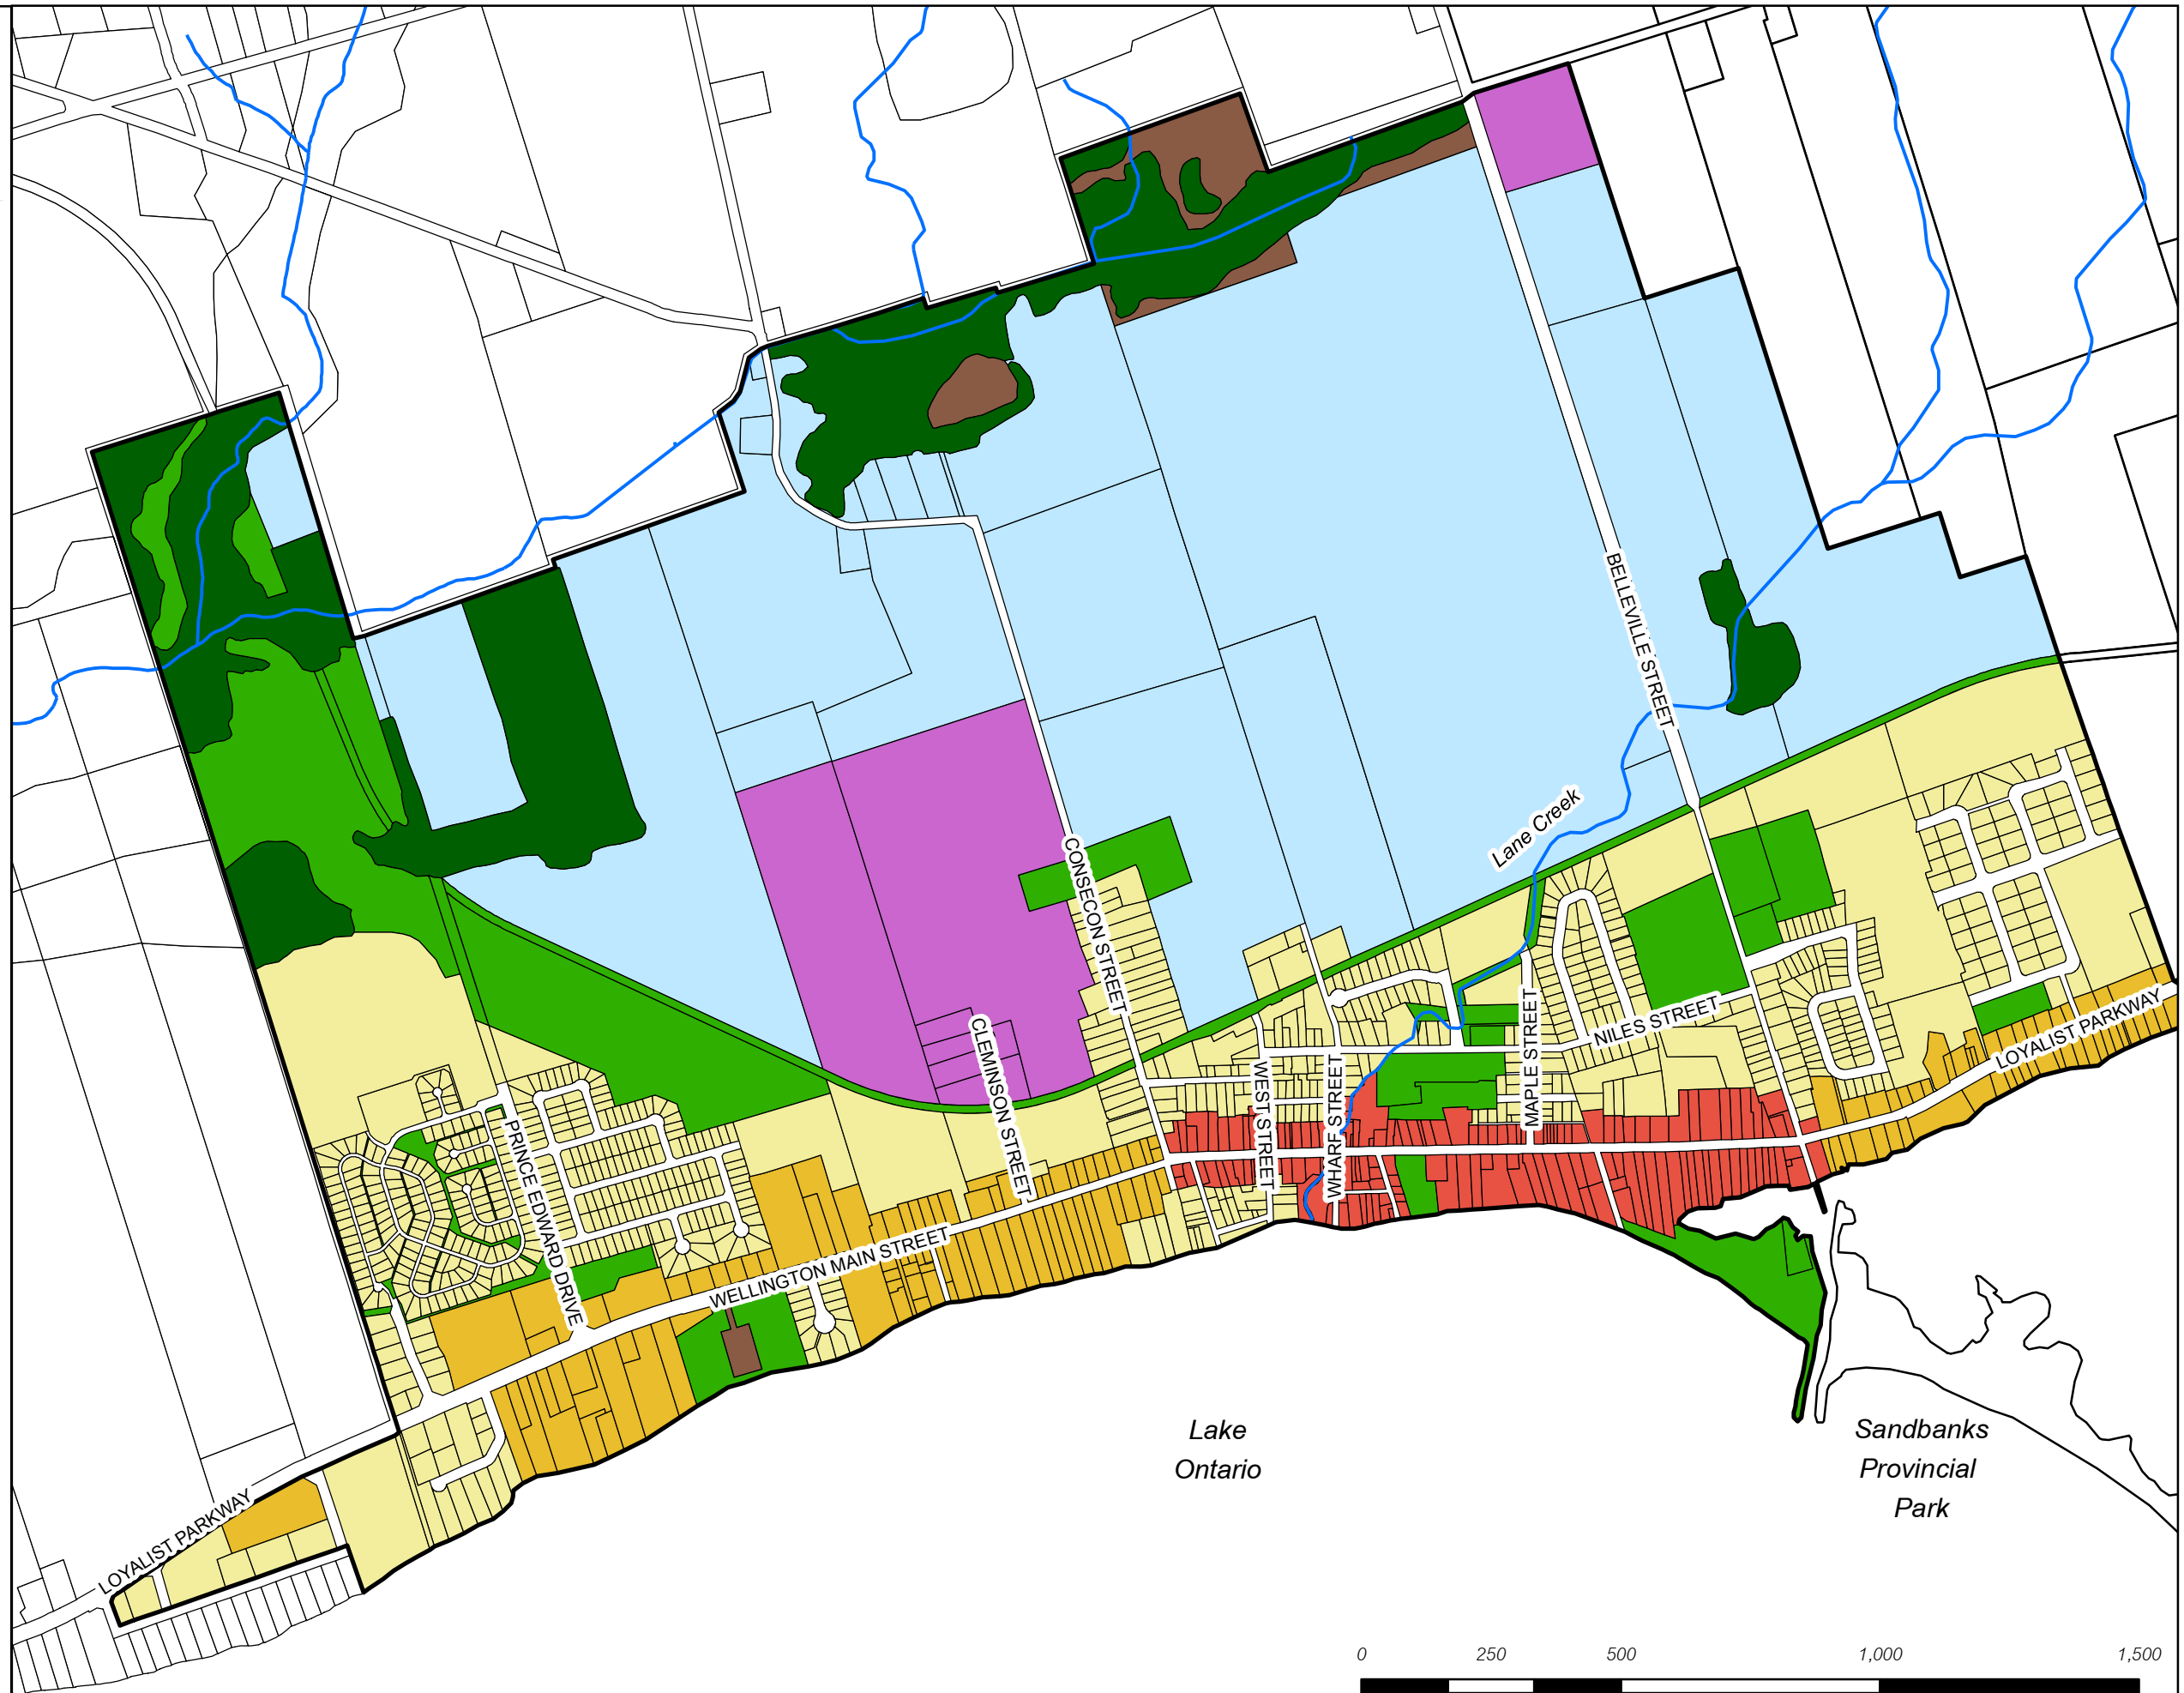 BELLEVILLE STREET
Lane Creek
CONSECON STREET
CLEMINSON STREET
NILES STREET
MAPLE STREET
WEST STREET
WHARF STREET
LOYALIST PARKWAY
PRINCE EDWARD DRIVE
WELLINGTON MAIN STREET
LOYALIST PARKWAY
Lake
Ontario
Sandbanks
Provincial
Park
0 250 500 1,000 1,500